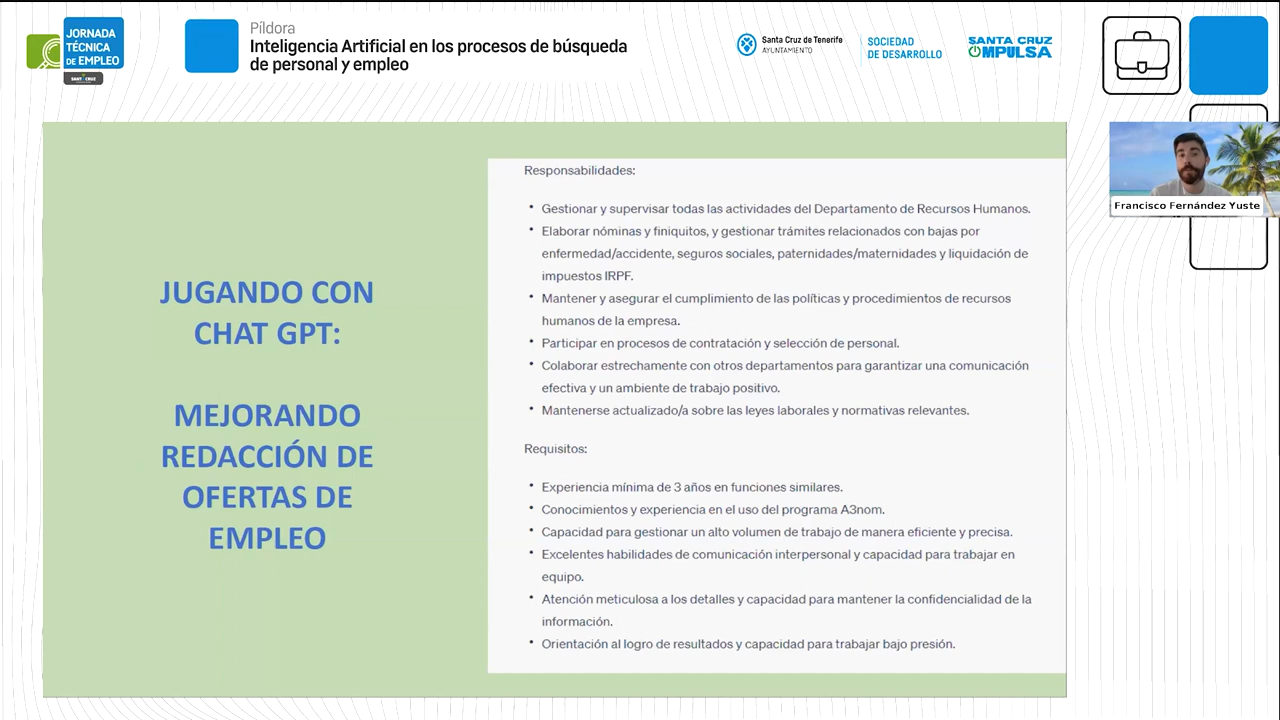 JORNADA
TÉCNICA
DE EMPLEO
Píldora
Inteligencia Artificial en los procesos de búsqueda
de personal y empleo
Santa Cruz de Tenerife
AYUNTAMIENTO
SOCIEDAD
DE DESARROLLO
SANTA CRUZ
IMPULSA
Francisco Fernández Yuste
JUGANDO CON
CHAT GPT:
MEJORANDO
REDACCIÓN DE
OFERTAS DE
EMPLEO
Responsabilidades:
• Gestionar y supervisar todas las actividades del Departamento de Recursos Humanos.
• Elaborar nóminas y finiquitos, y gestionar trámites relacionados con bajas por
enfermedad/accidente, seguros sociales, paternidades/maternidades y liquidación de
impuestos IRPF.
• Mantener y asegurar el cumplimiento de las políticas y procedimientos de recursos
humanos de la empresa.
• Participar en procesos de contratación y selección de personal.
• Colaborar estrechamente con otros departamentos para garantizar una comunicación
efectiva y un ambiente de trabajo positivo.
• Mantenerse actualizado/a sobre las leyes laborales y normativas relevantes.
Requisitos:
• Experiencia mínima de 3 años en funciones similares.
• Conocimientos y experiencia en el uso del programa A3nom.
• Capacidad para gestionar un alto volumen de trabajo de manera eficiente y precisa.
• Excelentes habilidades de comunicación interpersonal y capacidad para trabajar en
equipo.
• Atención meticulosa a los detalles y capacidad para mantener la confidencialidad de la
información.
• Orientación al logro de resultados y capacidad para trabajar bajo presión.